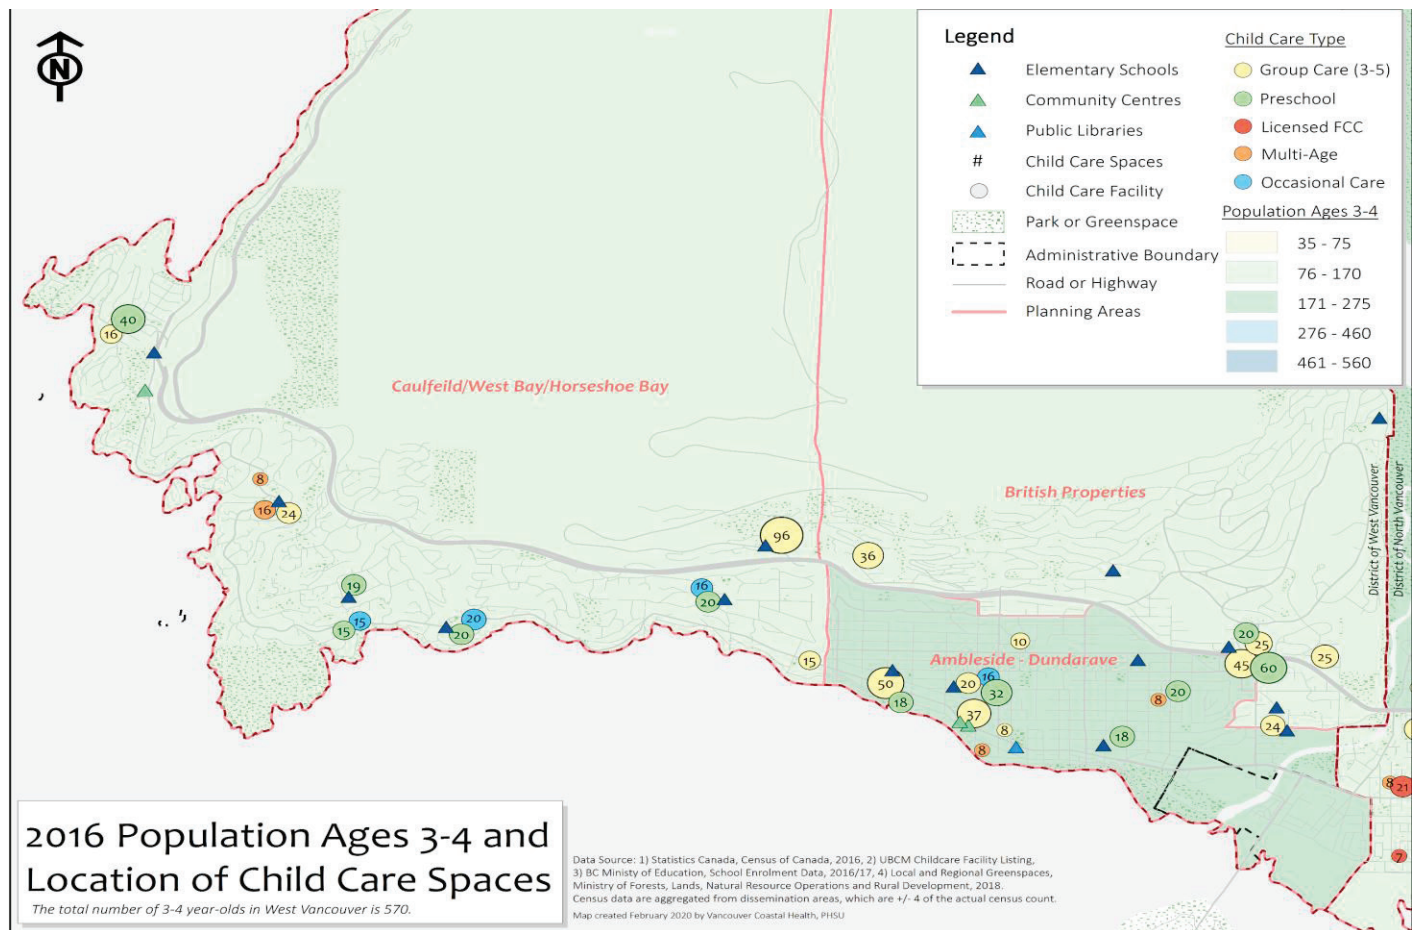 N
Legend
Elementary Schools
Community Centres
Public Libraries
# Child Care Spaces
Child Care Facility
Park or Greenspace
Administrative Boundary
Road or Highway
Planning Areas
Child Care Type
Group Care (3-5)
Preschool
Licensed FCC
Multi-Age
Occasional Care
Population Ages 3-4
35 - 75
76 - 170
171 - 275
276 - 460
461 - 560
40
16
Caulfeild/West Bay/Horseshoe Bay
British Properties
District of West Vancouver
District of North Vancouver
8
16
24
96
36
19
16
20
15
15
20
20
15
10
Ambleside - Dundarave
20
25
45
60
25
50
18
20
16
32
37
8
8
8
20
18
24
8
21
7
2016 Population Ages 3-4 and
Location of Child Care Spaces
The total number of 3-4 year-olds in West Vancouver is 570.
Data Source: 1) Statistics Canada, Census of Canada, 2016, 2) UBCM Childcare Facility Listing,
3) BC Ministy of Education, School Enrolment Data, 2016/17, 4) Local and Regional Greenspaces,
Ministry of Forests, Lands, Natural Resource Operations and Rural Development, 2018.
Census data are aggregated from dissemination areas, which are +/- 4 of the actual census count.
Map created February 2020 by Vancouver Coastal Health, PHSU